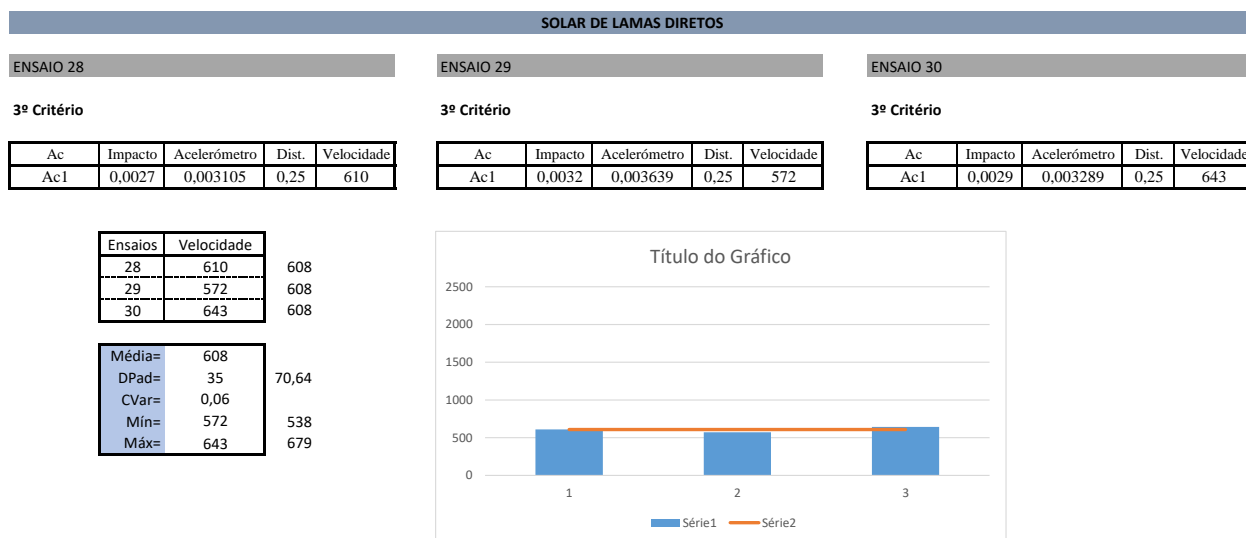 SOLAR DE LAMAS DIRETOS
ENSAIO 28
3º Critério
Ac Impacto Acelerómetro Dist. Velocidade
Ac1 0,0027 0,003105 0,25 610
ENSAIO 29
3º Critério
Ac Impacto Acelerómetro Dist. Velocidade
Ac1 0,0032 0,003639 0,25 572
ENSAIO 30
3º Critério
Ac Impacto Acelerómetro Dist. Velocidade
Ac1 0,0029 0,003289 0,25 643
Ensaios Velocidade
28 610 608
29 572 608
30 643 608
Média= 608
DPad= 35 70,64
CVar= 0,06
Mín= 572 538
Máx= 643 679
Título do Gráfico
2500
2000
1500
1000
500
0
1 2 3
Série1 Série2